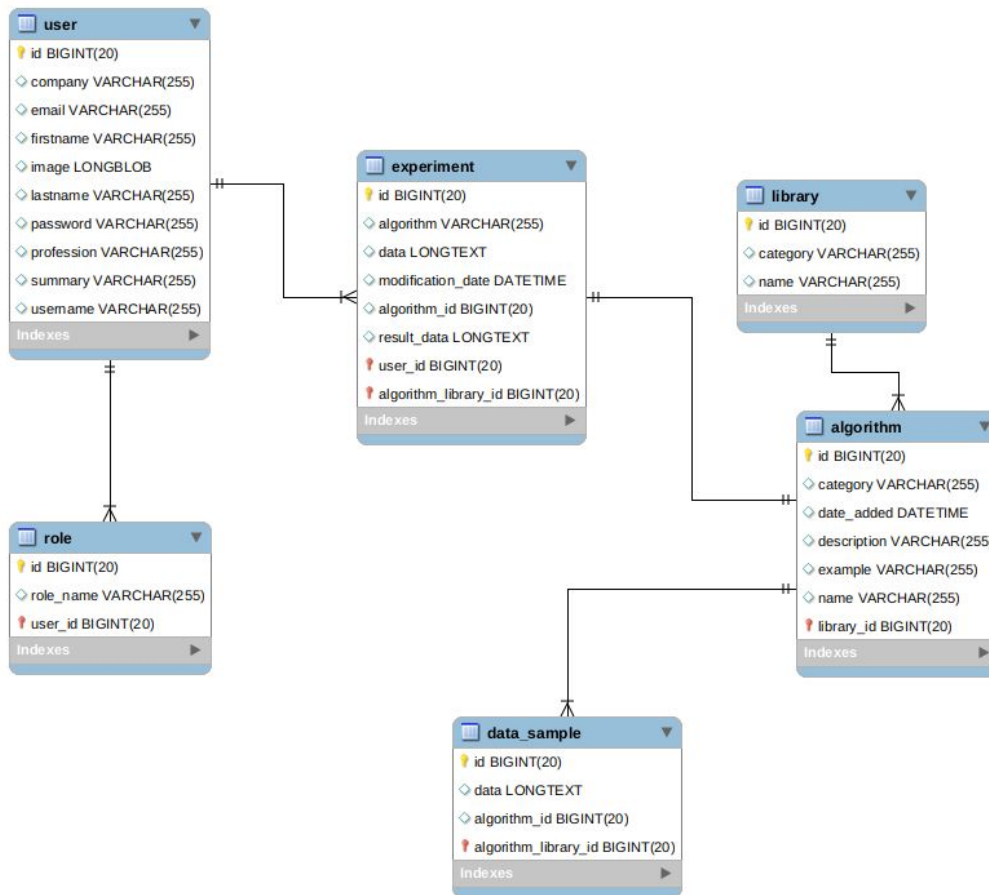 user
id BIGINT(20)
company VARCHAR(255)
email VARCHAR(255)
firstname VARCHAR(255)
image LONGBLOB
lastname VARCHAR(255)
password VARCHAR(255)
profession VARCHAR(255)
summary VARCHAR(255)
username VARCHAR(255)
Indexes
experiment
id BIGINT(20)
algorithm VARCHAR(255)
data LONGTEXT
modification_date DATETIME
algorithm_id BIGINT(20)
result_data LONGTEXT
user_id BIGINT(20)
algorithm_library_id BIGINT(20)
Indexes
library
id BIGINT(20)
category VARCHAR(255)
name VARCHAR(255)
Indexes
algorithm
id BIGINT(20)
category VARCHAR(255)
date_added DATETIME
description VARCHAR(255
example VARCHAR(255)
name VARCHAR(255)
library_id BIGINT(20)
Indexes
role
id BIGINT(20)
role_name VARCHAR(255)
user_id BIGINT(20)
Indexes
data_sample
id BIGINT(20)
data LONGTEXT
algorithm_id BIGINT(20)
algorithm_library_id BIGINT(20)
Indexes